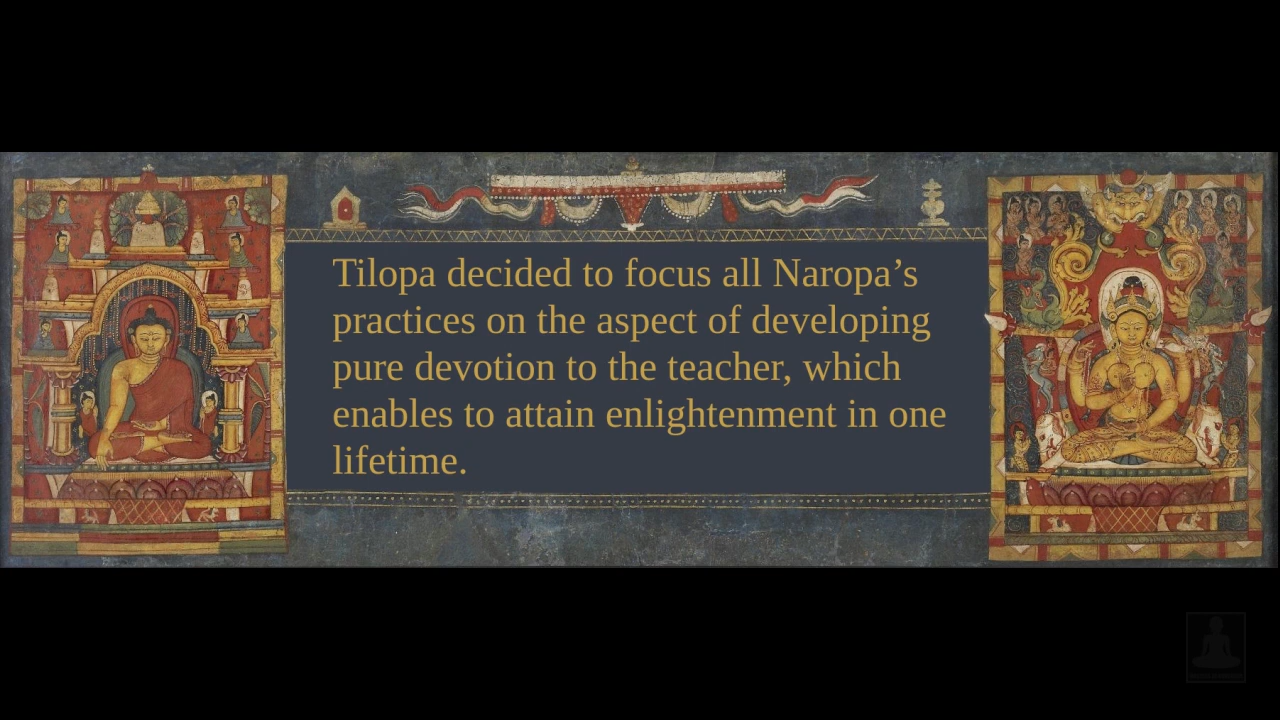 Tilopa decided to focus all Naropa’s
practices on the aspect of developing
pure devotion to the teacher, which
enables to attain enlightenment in one
lifetime.